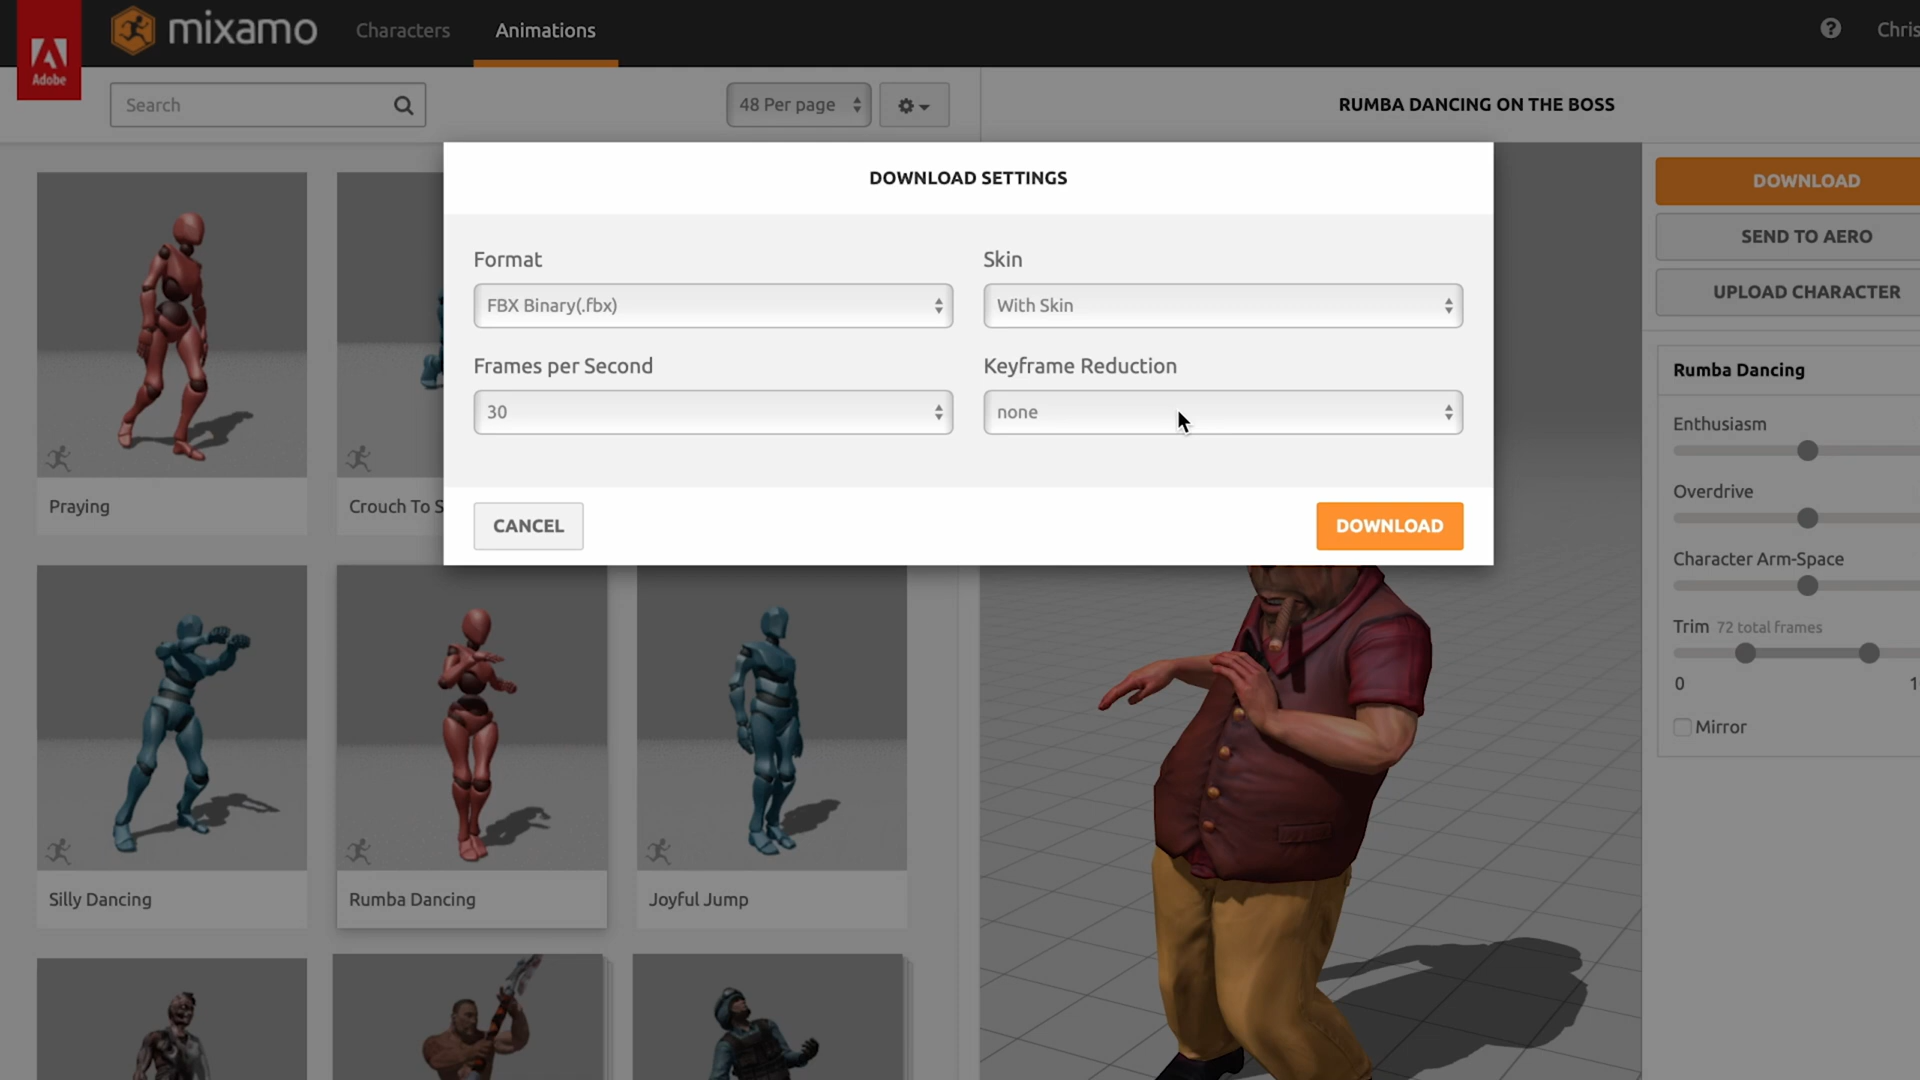 Adobe
mixamo
Characters
Animations
Chris
Search
48 Per page
RUMBA DANCING ON THE BOSS
DOWNLOAD SETTINGS
Format
FBX Binary(.fbx)
Skin
With Skin
Frames per Second
30
Keyframe Reduction
none
CANCEL
DOWNLOAD
DOWNLOAD
SEND TO AERO
UPLOAD CHARACTER
Rumba Dancing
Enthusiasm
Overdrive
Character Arm-Space
Trim 72 total frames
0
Mirror
Praying
Crouch To S
Silly Dancing
Rumba Dancing
Joyful Jump